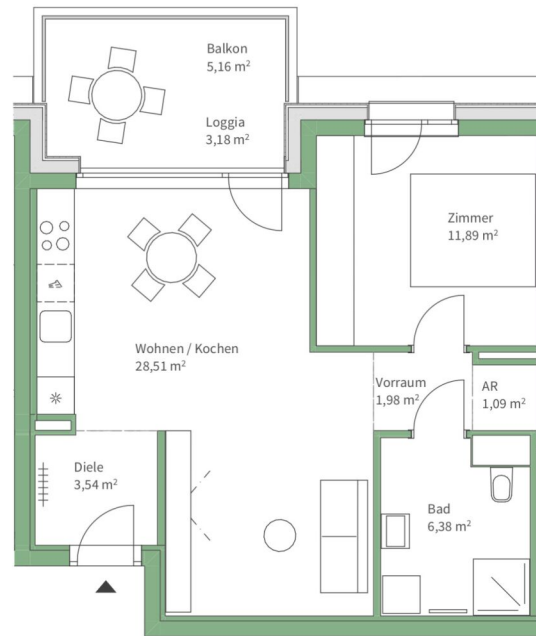 Balkon
5,16 m²
Loggia
3,18 m²
Zimmer
11,89 m²
Wohnen / Kochen
28,51 m²
Vorraum
1,98 m²
AR
1,09 m²
Diele
3,54 m²
Bad
6,38 m²